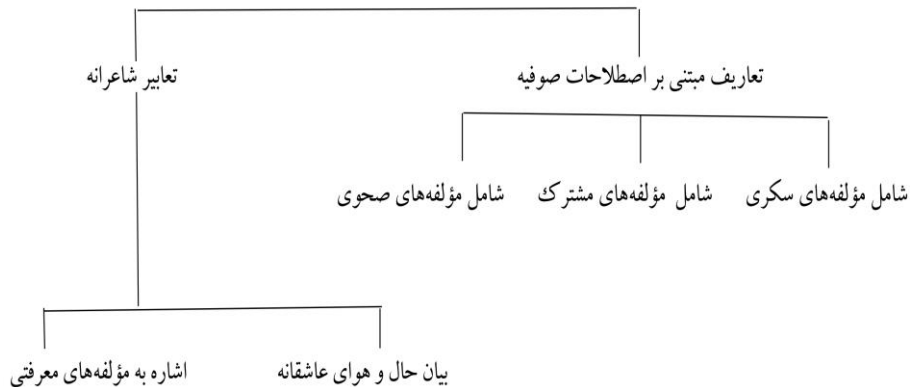 تعاریف مبتنی بر اصطلاحات صوفیه
تعابیر شاعرانه
شامل مؤلفه‌های سکری
شامل مؤلفه‌های مشترک
شامل مؤلفه‌های صحوی
بیان حال و هوای عاشقانه
اشاره به مؤلفه‌های معرفتی